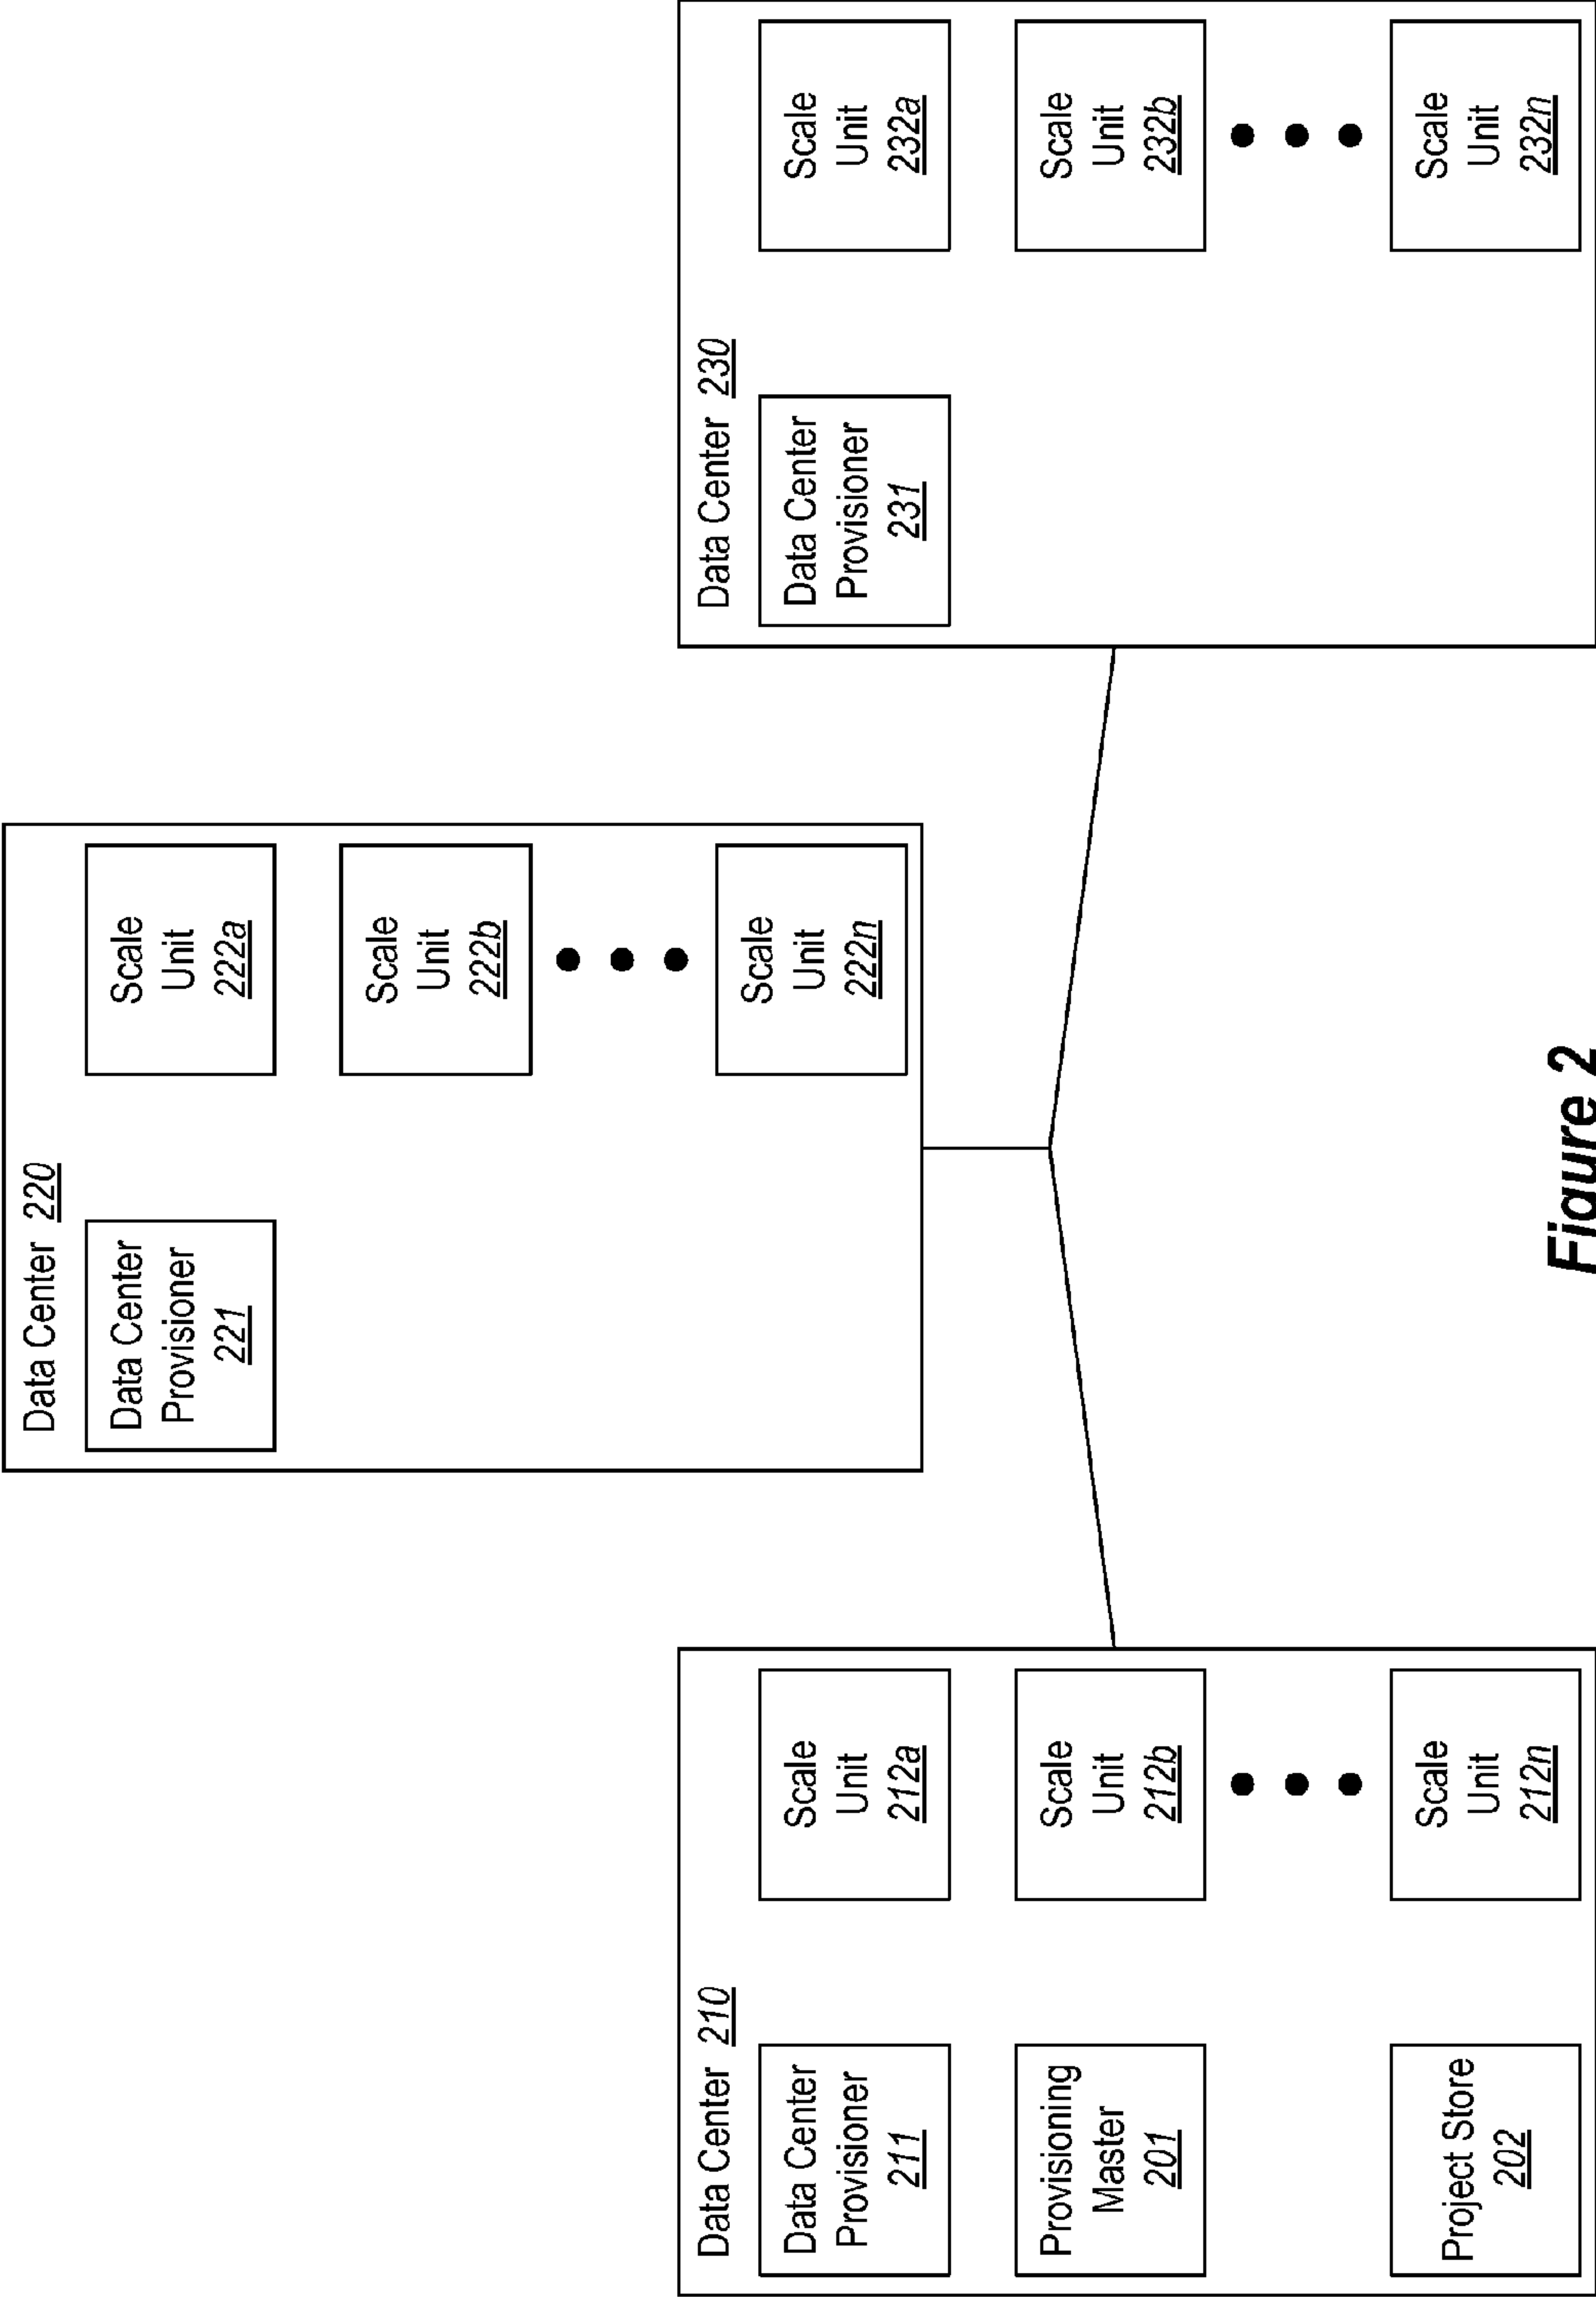 Data Center 210
Data Center
Provisioner
211
Provisioning
Master
201
Project Store
202
Scale
Unit
212a
Scale
Unit
212b
Scale
Unit
212n
Data Center 220
Data Center
Provisioner
221
Scale
Unit
222a
Scale
Unit
222b
Scale
Unit
222n
Data Center 230
Data Center
Provisioner
231
Scale
Unit
232a
Scale
Unit
232b
Scale
Unit
232n
Figure 2